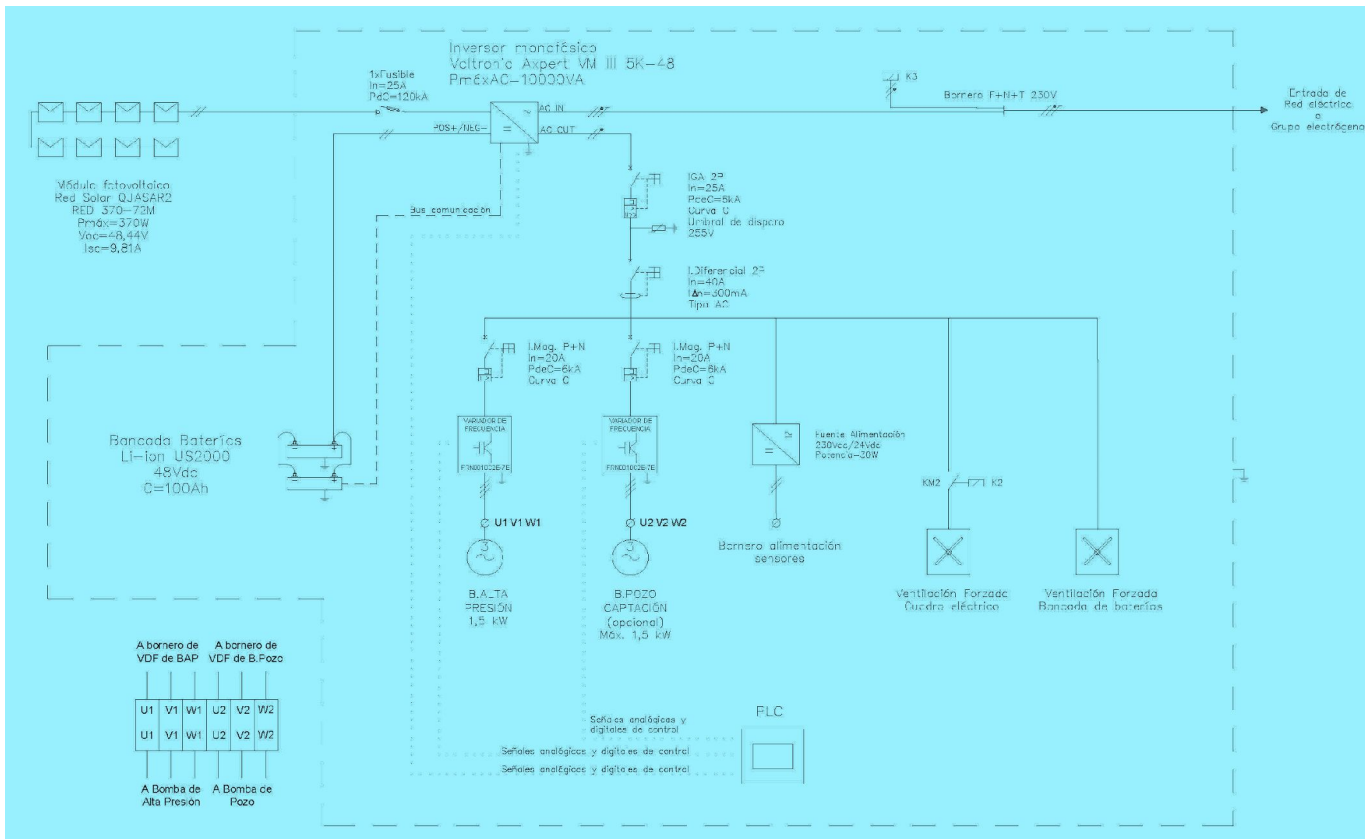 Inversor monofásico
Voltronic Axpert VM III 5K-48
PmáxAC=10000VA
1xFusible
In=25A
PdC=120kA
AC IN
POS+/NEG-
AC OUT
K3
Bornero F+N+T 230V
Entrada de
Red eléctrica
o
Grupo electrógeno
Módulo fotovoltaico
Red Solar QUASAR2
RED 370-72M
Pmáx=370W
Voc=48,44V
Isc=9,81A
Bus comunicación
IGA 2P
In=25A
PdeC=6kA
Curva C
Umbral de disparo
255V
I.Diferencial 2P
In=40A
IΔn=300mA
Tipo AC
I.Mag. P+N
In=20A
PdeC=6kA
Curva C
I.Mag. P+N
In=20A
PdeC=6kA
Curva C
Bancada Baterías
Li-ion US2000
48Vdc
C=100Ah
VARIADOR DE
FRECUENCIA
VARIADOR DE
FRECUENCIA
Fuente Alimentación
230Vac/24Vdc
Potencia=30W
KM2
K2
U1 V1 W1
3
B.ALTA
PRESIÓN
1,5 kW
U2 V2 W2
3
B.POZO
CAPTACIÓN
(opcional)
Máx. 1,5 kW
Bornero alimentación
sensores
Ventilación Forzada
Cuadro eléctrico
Ventilación Forzada
Bancada de baterías
A bornero de
VDF de BAP
A bornero de
VDF de B.Pozo
U1 V1 W1 U2 V2 W2
U1 V1 W1 U2 V2 W2
A Bomba de
Alta Presión
A Bomba de
Pozo
PLC
Señales analógicas y
digitales de control
Señales analógicas y digitales de control
Señales analógicas y digitales de control